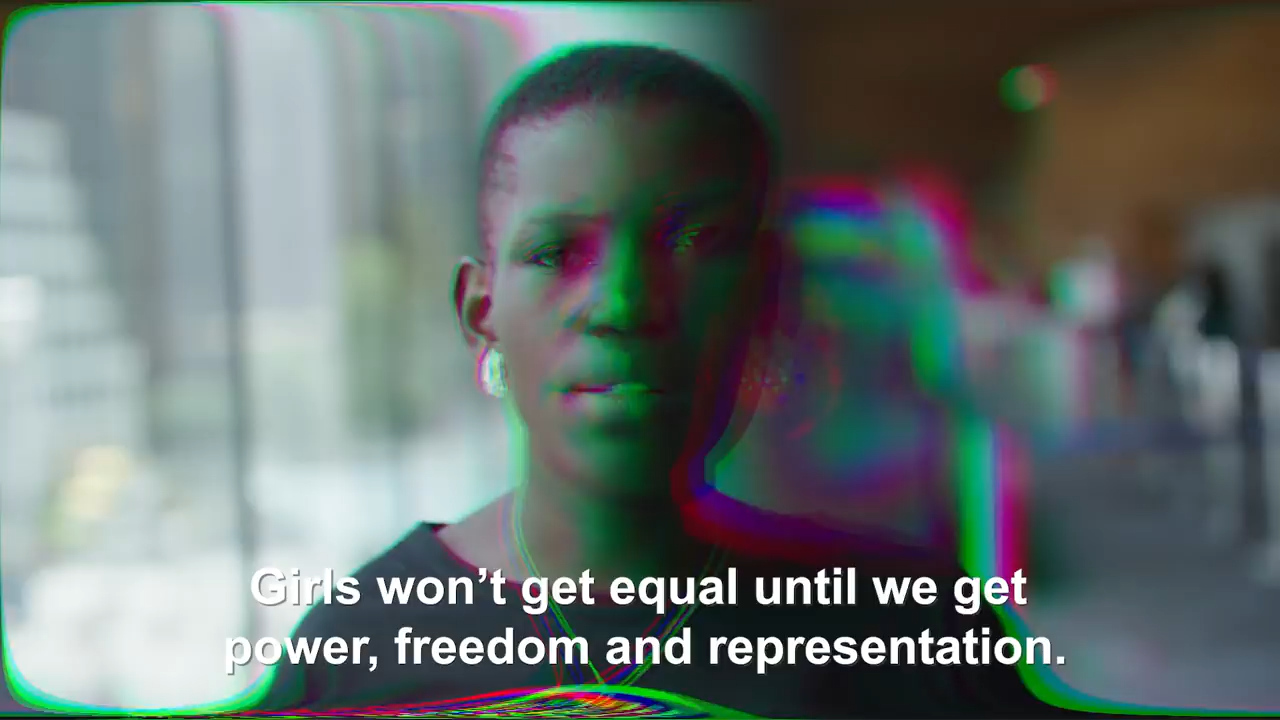 Girls won’t get equal until we get
power, freedom and representation.